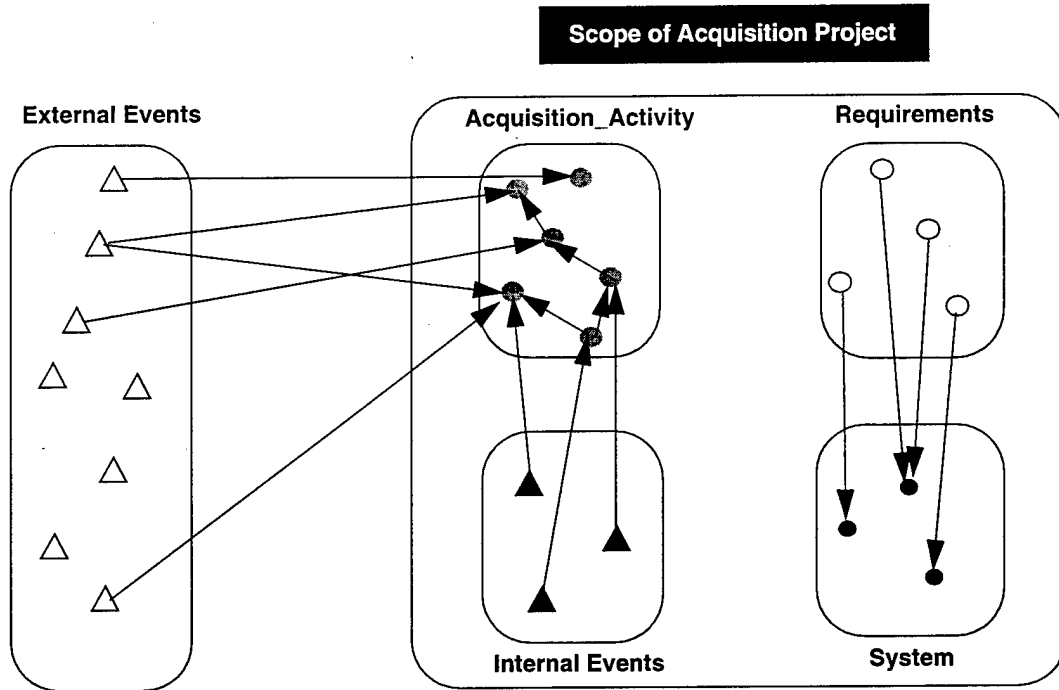 Scope of Acquisition Project
External Events
Acquisition_Activity
Requirements
Internal Events
System